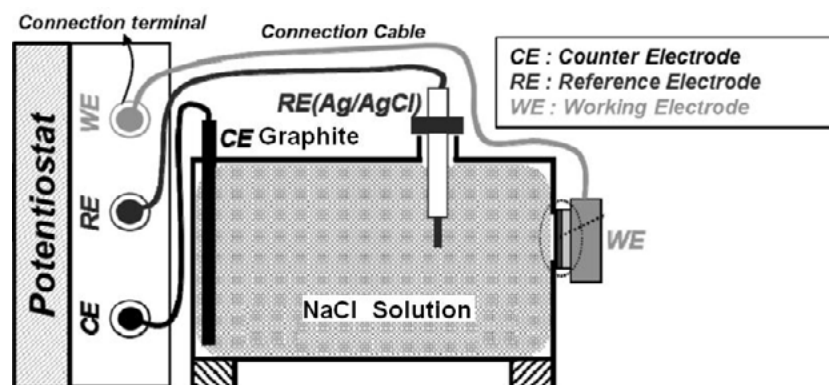 Connection terminal
Connection Cable
CE : Counter Electrode
RE : Reference Electrode
WE : Working Electrode
WE
RE(Ag/AgCl)
CE Graphite
RE
WE
Potentiostat
CE
NaCl Solution